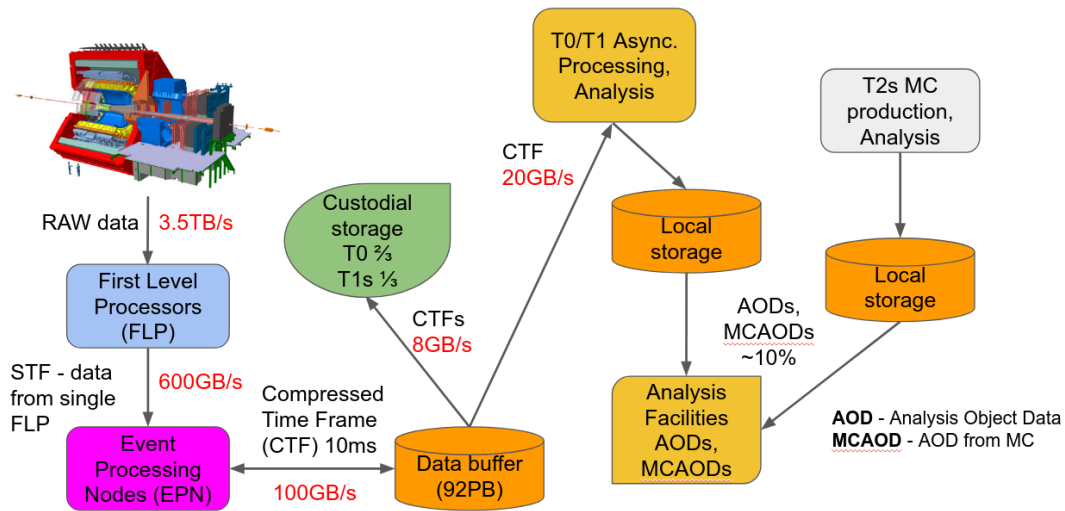 RAW data
3.5TB/s
First Level
Processors
(FLP)
STF - data
from single
FLP
600GB/s
Event
Processing
Nodes (EPN)
Compressed
Time Frame
(CTF) 10ms
100GB/s
Data buffer
(92PB)
Custodial
storage
T0 ⅔
T1s ⅓
CTFs
8GB/s
CTF
20GB/s
T0/T1 Async.
Processing,
Analysis
Local
storage
T2s MC
production,
Analysis
Local
storage
AODs,
MCAODs
~10%
Analysis
Facilities
AODs,
MCAODs
AOD - Analysis Object Data
MCAOD - AOD from MC